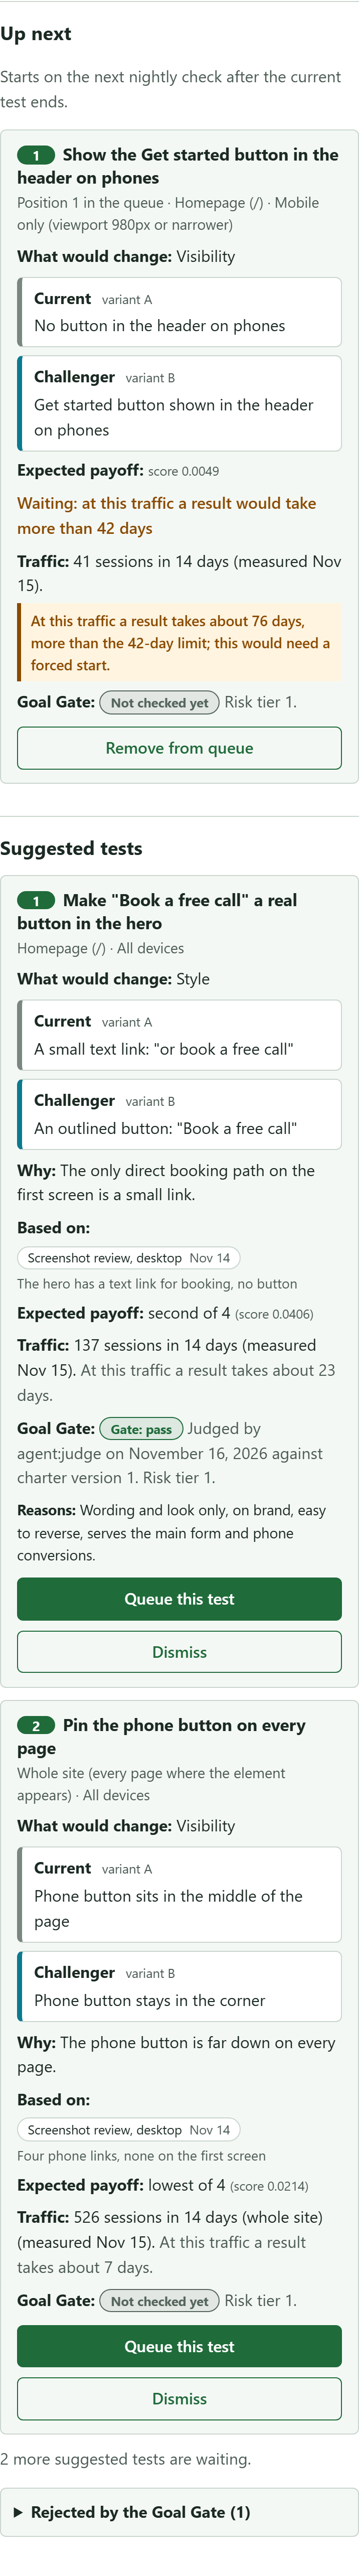 Up next
Starts on the next nightly check after the current
test ends.
1 Show the Get started button in the
header on phones
Position 1 in the queue · Homepage (/) · Mobile
only (viewport 980px or narrower)
What would change: Visibility
Current variant A
No button in the header on phones
Challenger variant B
Get started button shown in the header
on phones
Expected payoff: score 0.0049
Waiting: at this traffic a result would take
more than 42 days
Traffic: 41 sessions in 14 days (measured Nov
15).
At this traffic a result takes about 76 days,
more than the 42-day limit; this would need a
forced start.
Goal Gate: Not checked yet Risk tier 1.
Remove from queue
Suggested tests
1 Make "Book a free call" a real
button in the hero
Homepage (/) · All devices
What would change: Style
Current variant A
A small text link: "or book a free call"
Challenger variant B
An outlined button: "Book a free call"
Why: The only direct booking path on the
first screen is a small link.
Based on:
Screenshot review, desktop Nov 14
The hero has a text link for booking, no button
Expected payoff: second of 4 (score 0.0406)
Traffic: 137 sessions in 14 days (measured
Nov 15). At this traffic a result takes about 23
days.
Goal Gate: Gate: pass Judged by
agent:judge on November 16, 2026 against
charter version 1. Risk tier 1.
Reasons: Wording and look only, on brand, easy
to reverse, serves the main form and phone
conversions.
Queue this test
Dismiss
2 Pin the phone button on every
page
Whole site (every page where the element
appears) · All devices
What would change: Visibility
Current variant A
Phone button sits in the middle of the
page
Challenger variant B
Phone button stays in the corner
Why: The phone button is far down on every
page.
Based on:
Screenshot review, desktop Nov 14
Four phone links, none on the first screen
Expected payoff: lowest of 4 (score 0.0214)
Traffic: 526 sessions in 14 days (whole site)
(measured Nov 15). At this traffic a result
takes about 7 days.
Goal Gate: Not checked yet Risk tier 1.
Queue this test
Dismiss
2 more suggested tests are waiting.
▶ Rejected by the Goal Gate (1)